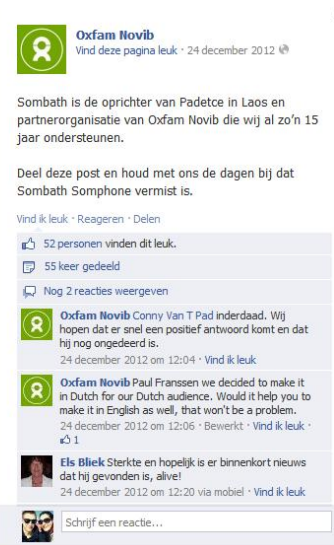 Oxfam Novib
Vind deze pagina leuk · 24 december 2012
Sombath is de oprichter van Padetce in Laos en
partnerorganisatie van Oxfam Novib die wij al zo'n 15
jaar ondersteunen.
Deel deze post en houd met ons de dagen bij dat
Sombath Somphone vermist is.
Vind ik leuk · Reageren · Delen
52 personen vinden dit leuk.
55 keer gedeeld
Nog 2 reacties weergeven
Oxfam Novib Conny Van T Pad inderdaad. Wij
hopen dat er snel een positief antwoord komt en dat
hij nog ongedeerd is.
24 december 2012 om 12:04 · Vind ik leuk
Oxfam Novib Paul Franssen we decided to make it
in Dutch for our Dutch audience. Would it help you to
make it in English as well, that won't be a problem.
24 december 2012 om 12:06 · Bewerkt · Vind ik leuk ·
1
Els Bliek Sterkte en hopelijk is er binnenkort nieuws
dat hij gevonden is, alive!
24 december 2012 om 12:20 via mobiel · Vind ik leuk
Schrijf een reactie...